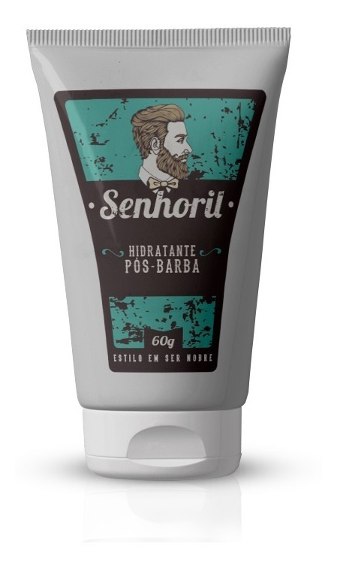 Senhoril
HIDRATANTE
PÓS-BARBA
60g
ESTILO EM SER NOBRE